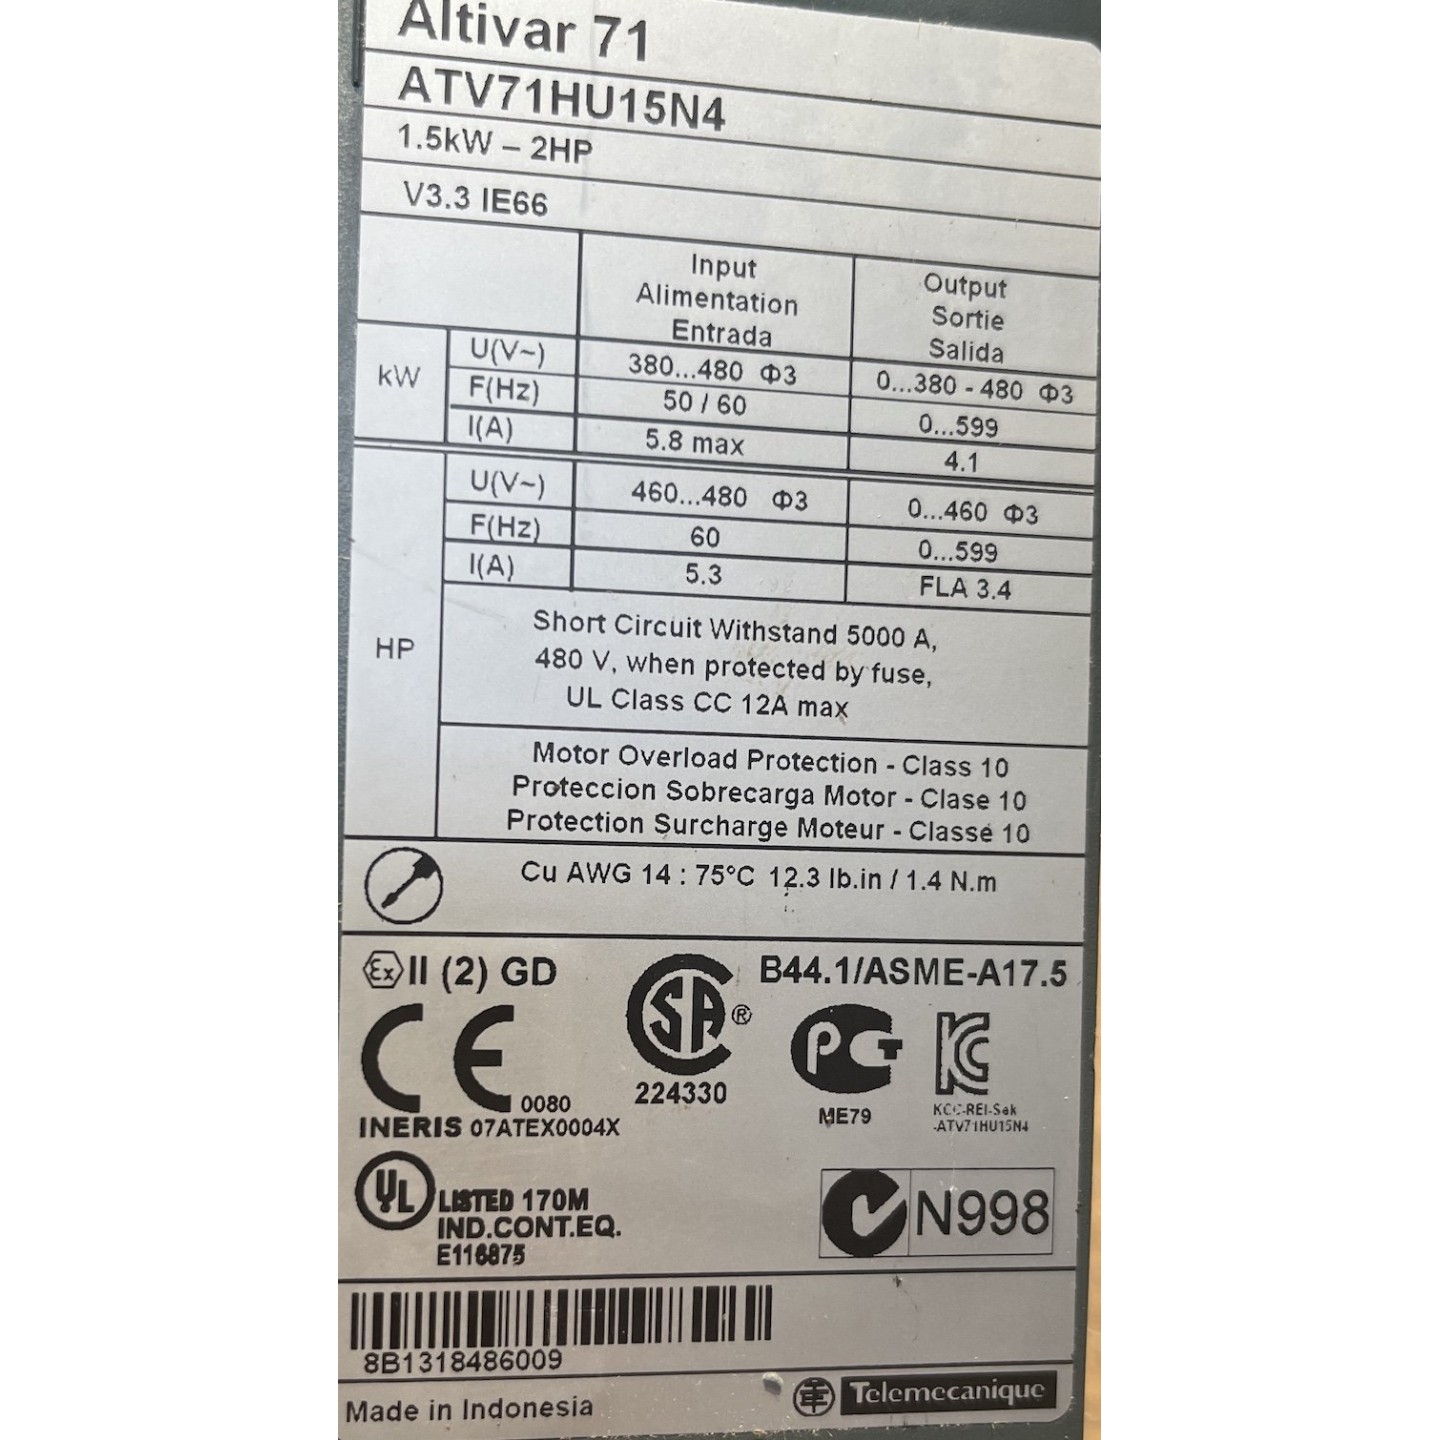 Altivar 71
ATV71HU15N4
1.5kW – 2HP
V3.3 IE66
Input
Alimentation
Entrada
Output
Sortie
Salida
kW
U(V~) 380...480 Φ3 0...380 - 480 Φ3
F(Hz) 50 / 60 0...599
I(A) 5.8 max 4.1
HP
U(V~) 460...480 Φ3 0...460 Φ3
F(Hz) 60 0...599
I(A) 5.3 FLA 3.4
Short Circuit Withstand 5000 A,
480 V, when protected by fuse,
UL Class CC 12A max
Motor Overload Protection - Class 10
Proteccion Sobrecarga Motor - Clase 10
Protection Surcharge Moteur - Classe 10
Cu AWG 14 : 75°C 12.3 lb.in / 1.4 N.m
Ex II (2) GD
CE 0080
INERIS 07ATEX0004X
SA ®
224330
B44.1/ASME-A17.5
PCT
ME79
KC
KCC-REI-Sek
-ATV71HU15N4
UL LISTED 170M
IND.CONT.EQ.
E116875
N998
8B1318486009
Made in Indonesia
Telemecanique